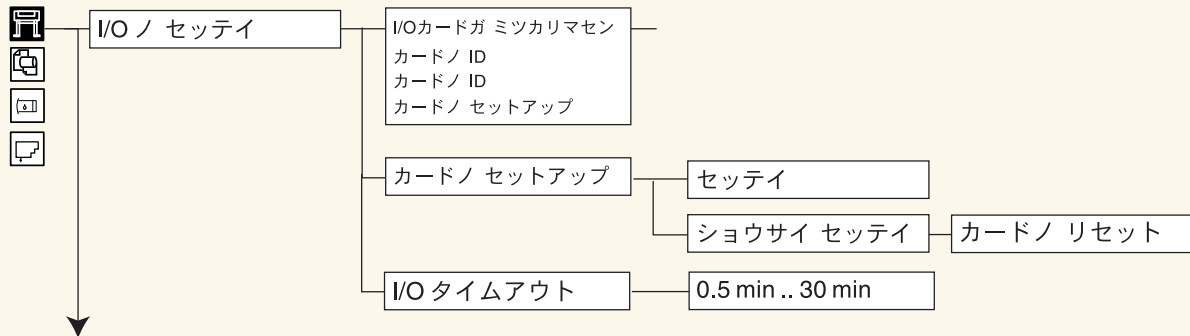 I/O ノ セッテイ
I/Oカードガ ミツカリマセン
カードノ ID
カードノ ID
カードノ セットアップ
カードノ セットアップ
セッテイ
ショウサイ セッテイ
カードノ リセット
I/O タイムアウト
0.5 min .. 30 min